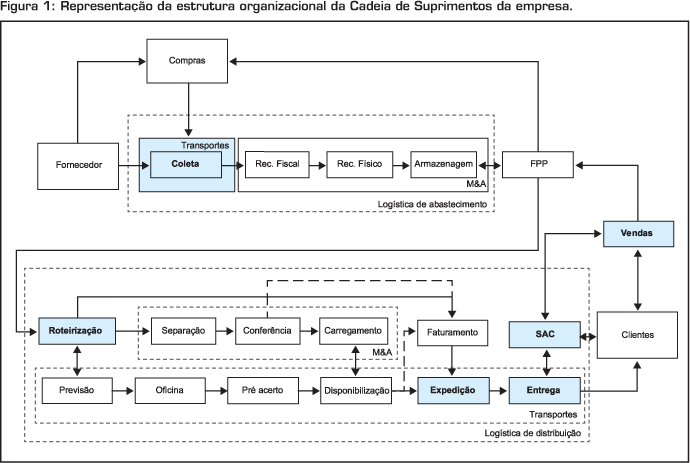 Figura 1: Representação da estrutura organizacional da Cadeia de Suprimentos da empresa.
Compras
Transportes
Fornecedor
Coleta
Rec. Fiscal
Rec. Físico
Armazenagem
FPP
M&A
Logística de abastecimento
Vendas
Roteirização
Separação
Conferência
Carregamento
Faturamento
SAC
Clientes
M&A
Previsão
Oficina
Pré acerto
Disponibilização
Expedição
Entrega
Transportes
Logística de distribuição